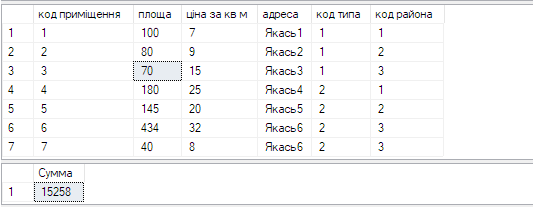 код приміщення площа ціна за кв м адреса код типа код района
1 1 100 7 Якась1 1 1
2 2 80 9 Якась2 1 2
3 3 70 15 Якась3 1 3
4 4 180 25 Якась4 2 1
5 5 145 20 Якась5 2 2
6 6 434 32 Якась6 2 3
7 7 40 8 Якась6 2 3
Сумма
1 15258